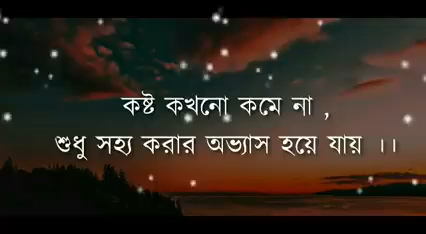 কষ্ট কখনো কমে না ,
শুধু সহ্য করার অভ্যাস হয়ে যায় ।।